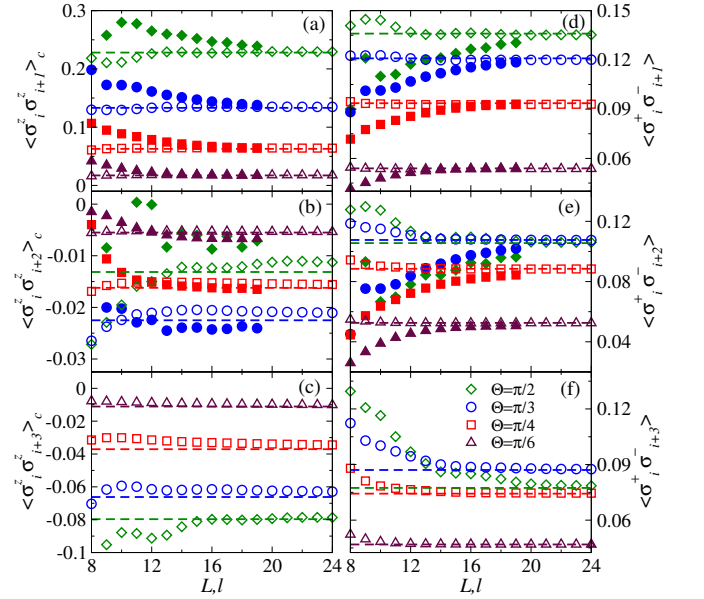 0.3
0.2
0.1
0
<σ^z_i σ^z_{i+1}>_c
(a)
(d)
0.15
0.12
0.09
0.06
<σ^+_i σ^-_{i+1}>
0
-0.01
-0.02
-0.03
<σ^z_i σ^z_{i+2}>_c
(b)
(e)
0.12
0.08
0.04
<σ^+_i σ^-_{i+2}>
0
-0.02
-0.04
-0.06
-0.08
-0.1
<σ^z_i σ^z_{i+3}>_c
(c)
(f)
Θ=π/2
Θ=π/3
Θ=π/4
Θ=π/6
0.12
0.09
0.06
<σ^+_i σ^-_{i+3}>
8 12 16 20 24
8 12 16 20 24
L,l
L,l